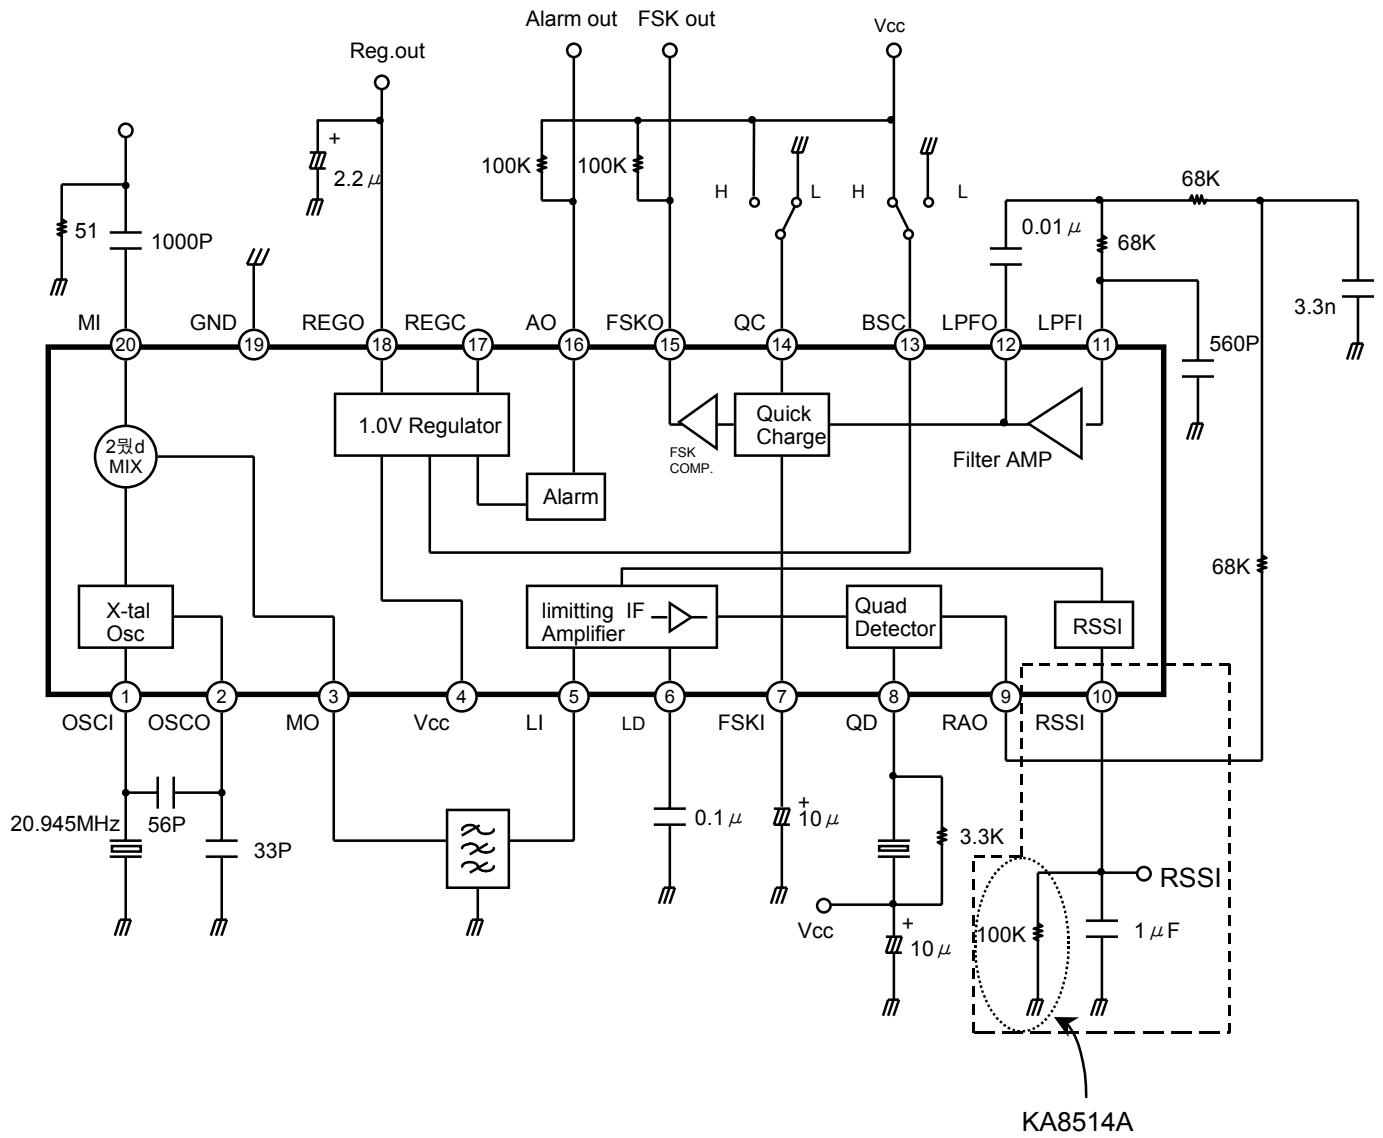 Alarm out
FSK out
Vcc
Reg.out
+
2.2μ
100K
100K
H
L
H
L
68K
51
1000P
0.01μ
68K
3.3n
MI
GND
REGO
REGC
AO
FSKO
QC
BSC
LPFO
LPFI
20
19
18
17
16
15
14
13
12
11
560P
2뭤d
MIX
1.0V Regulator
FSK
COMP.
Quick
Charge
Filter AMP
Alarm
68K
X-tal
Osc
limitting IF
Amplifier
Quad
Detector
RSSI
1
2
3
4
5
6
7
8
9
10
OSCI
OSCO
MO
Vcc
LI
LD
FSKI
QD
RAO
RSSI
20.945MHz
56P
33P
0.1μ
+
10μ
3.3K
Vcc
+
10μ
RSSI
100K
1μF
KA8514A